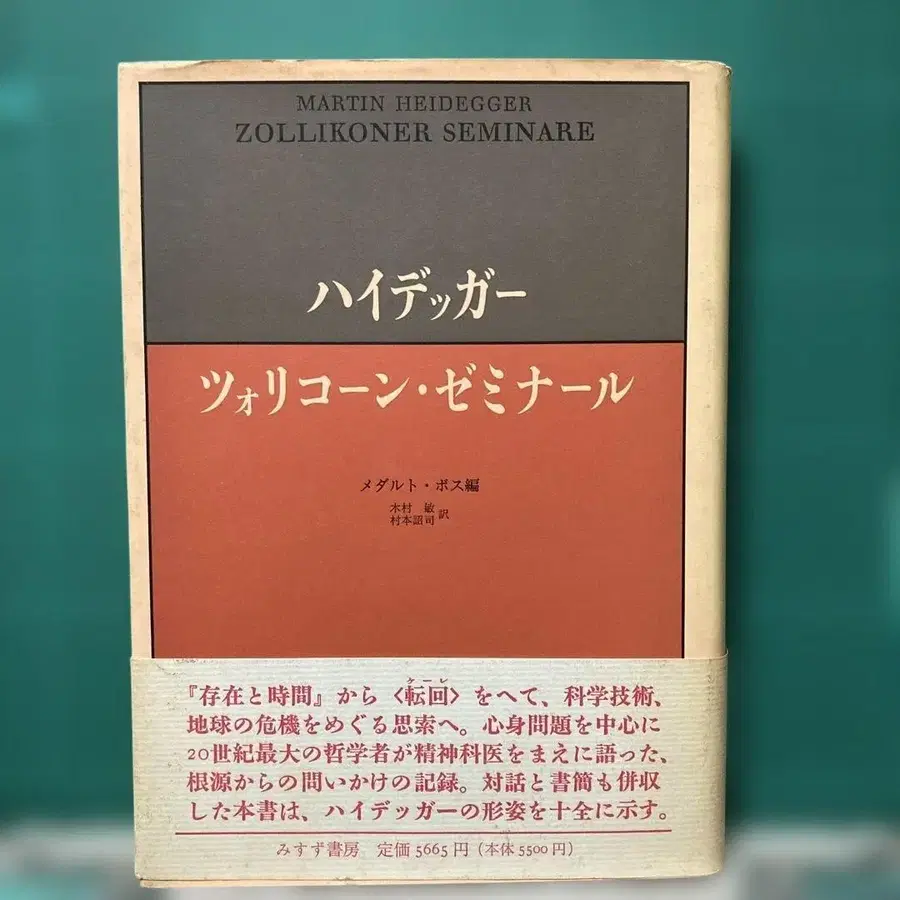 MARTIN HEIDEGGER
ZOLLIKONER SEMINARE
ハイデッガー
ツォリコーン・ゼミナール
メダルト・ボス編
木村 敏
村本詔司 訳
ケーレ
『存在と時間』から〈転回〉をへて、科学技術、
地球の危機をめぐる思索へ。心身問題を中心に
20世紀最大の哲学者が精神科医をまえに語った、
根源からの問いかけの記録。対話と書簡も併収
した本書は、ハイデッガーの形姿を十全に示す。
みすず書房 定価 5665円(本体 5500円)